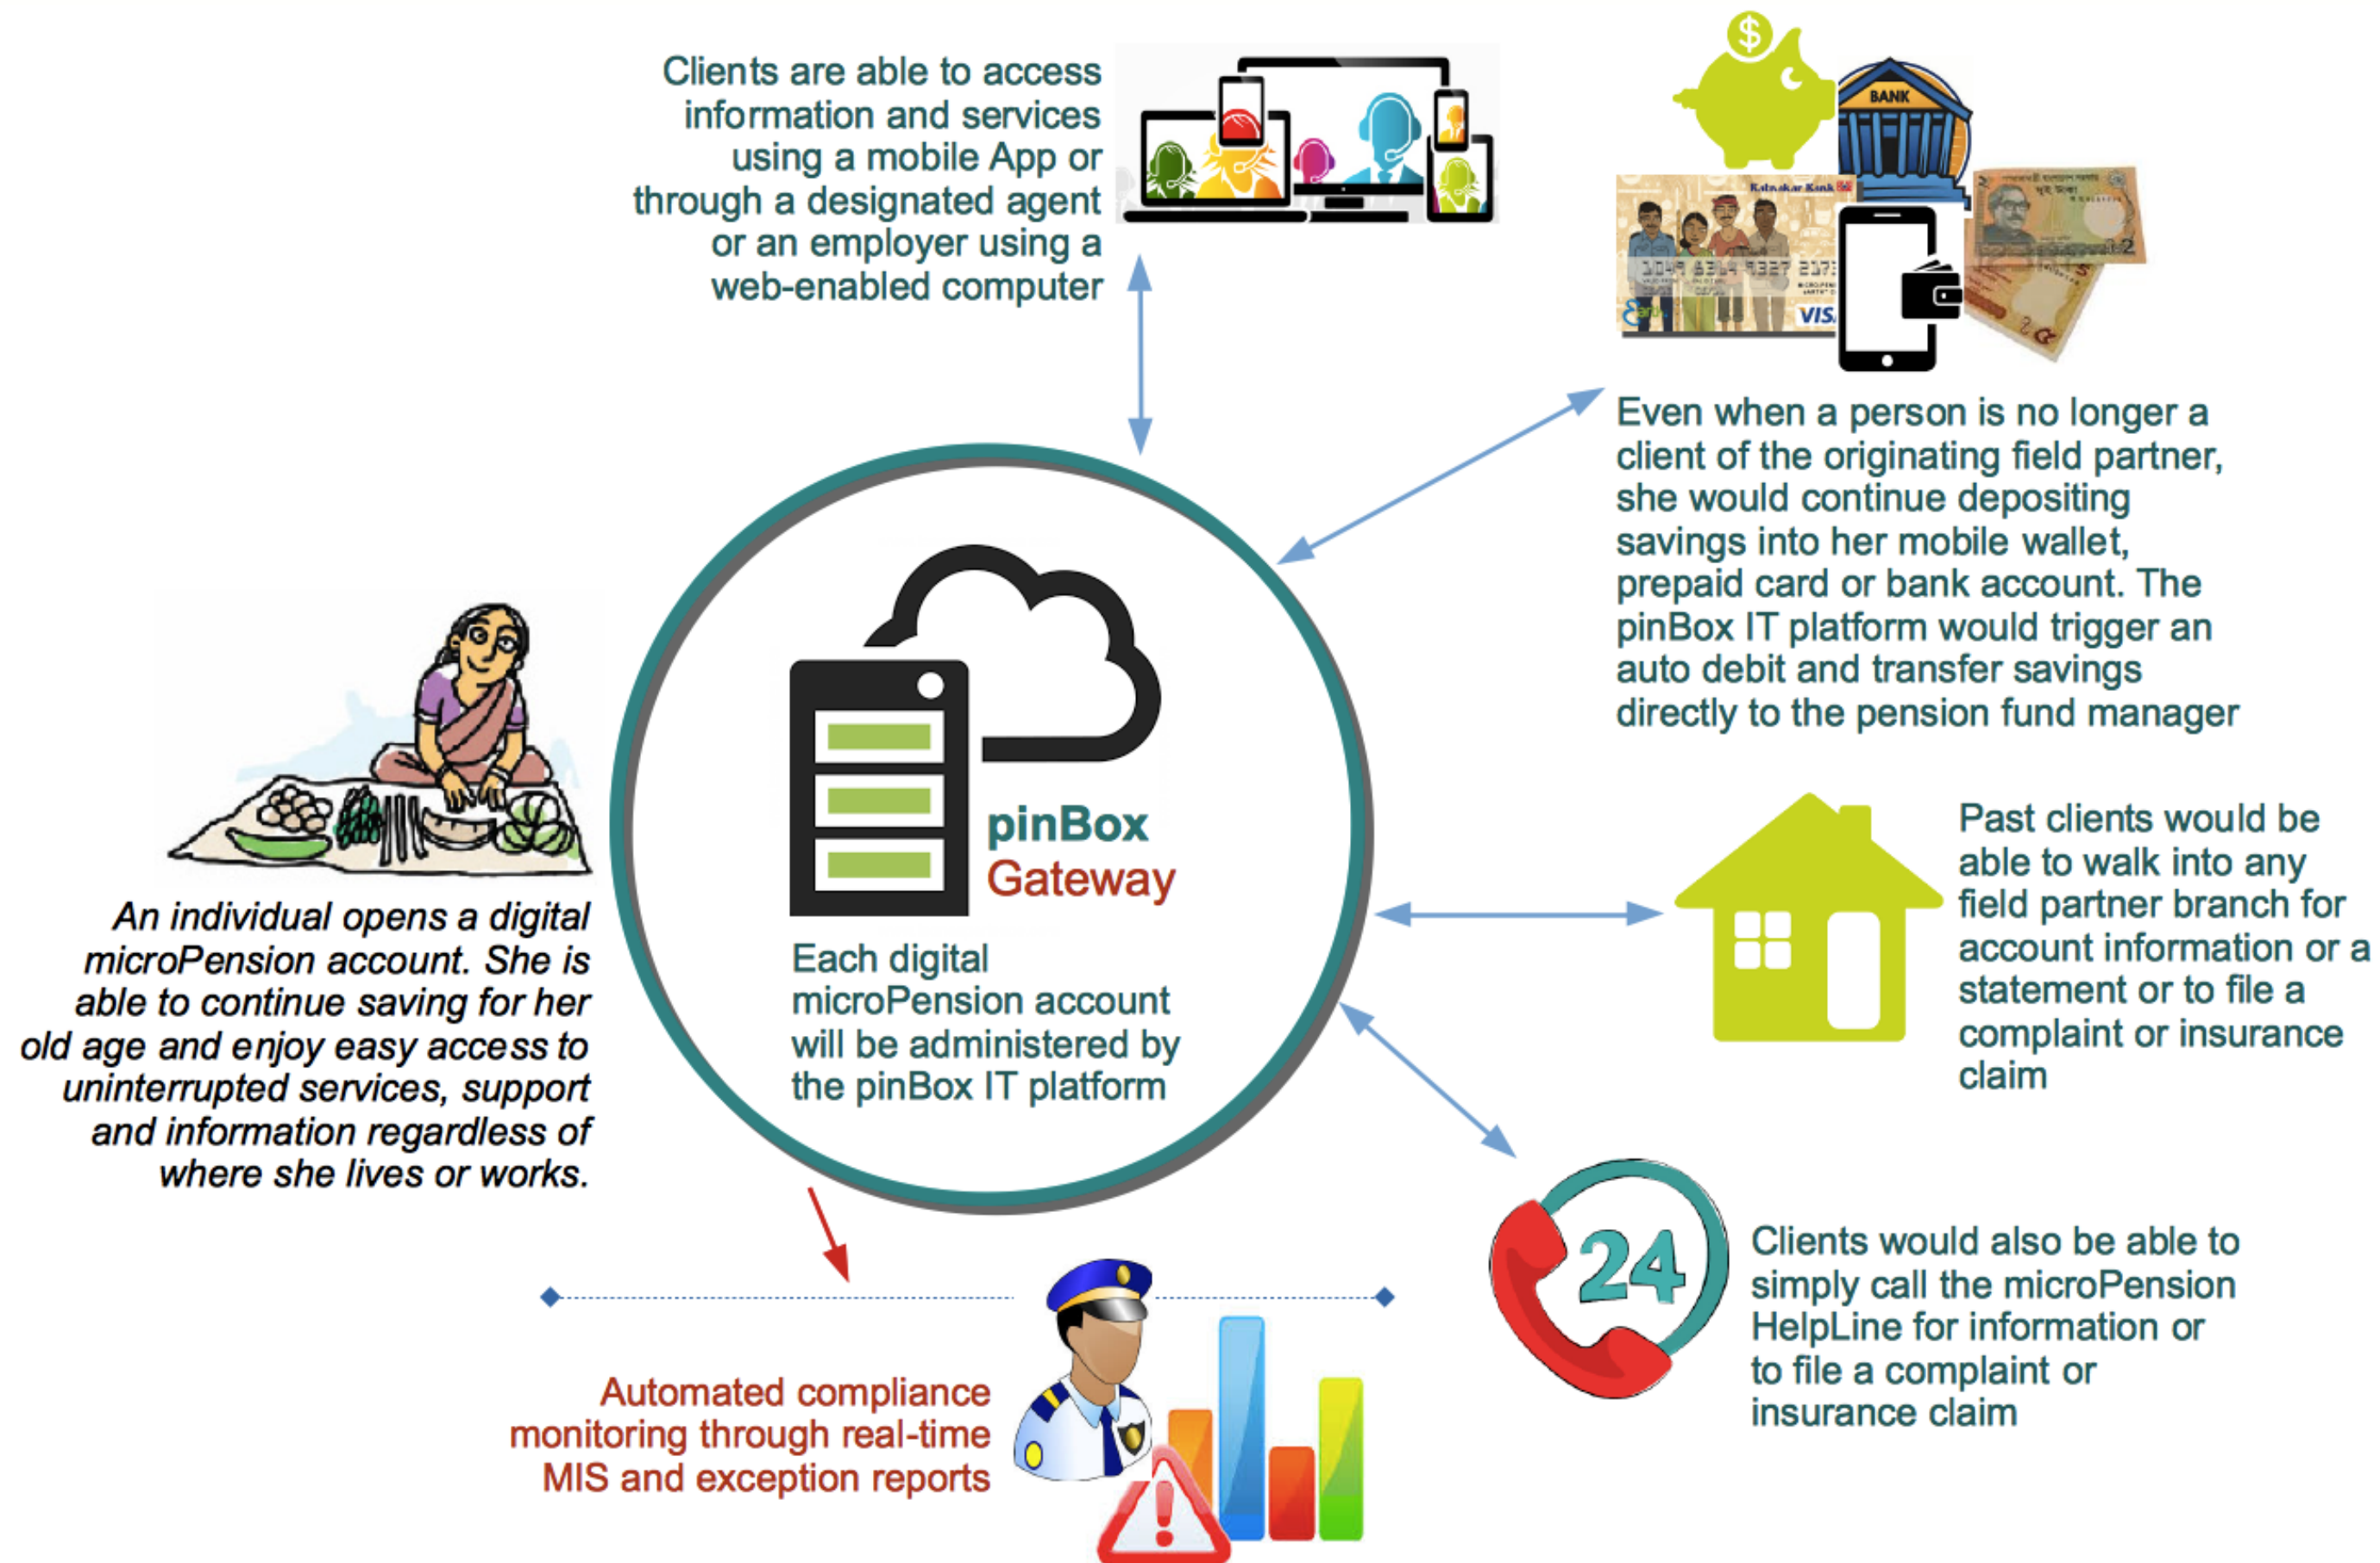 Clients are able to access
information and services
using a mobile App or
through a designated agent
or an employer using a
web-enabled computer
$
BANK
Ratnakar Bank
VISA
2
5
Even when a person is no longer a
client of the originating field partner,
she would continue depositing
savings into her mobile wallet,
prepaid card or bank account. The
pinBox IT platform would trigger an
auto debit and transfer savings
directly to the pension fund manager
An individual opens a digital
microPension account. She is
able to continue saving for her
old age and enjoy easy access to
uninterrupted services, support
and information regardless of
where she lives or works.
pinBox
Gateway
Each digital
microPension account
will be administered by
the pinBox IT platform
Past clients would be
able to walk into any
field partner branch for
account information or a
statement or to file a
complaint or insurance
claim
24
Clients would also be able to
simply call the microPension
HelpLine for information or
to file a complaint or
insurance claim
Automated compliance
monitoring through real-time
MIS and exception reports
!